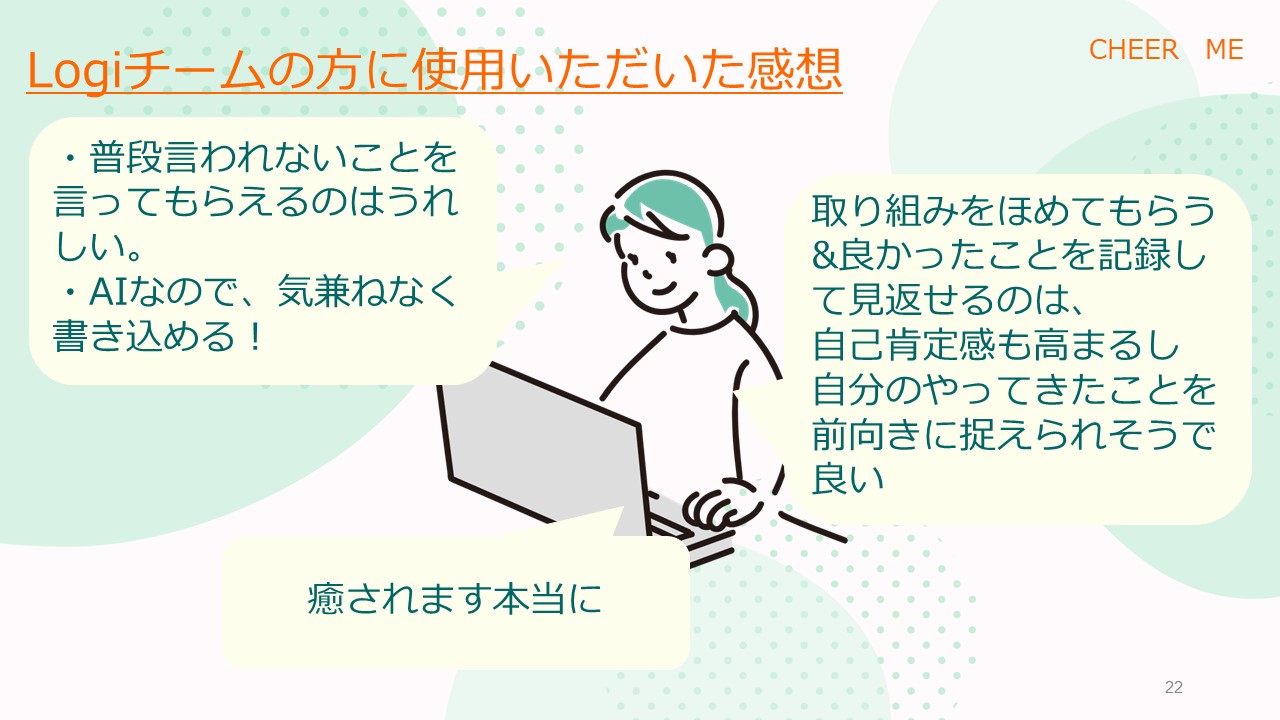 Logiチームの方に使用いただいた感想
CHEER　ME
・普段言われないことを
言ってもらえるのはうれ
しい。
・AIなので、気兼ねなく
書き込める！
取り組みをほめてもらう
&良かったことを記録し
て見返せるのは、
自己肯定感も高まるし
自分のやってきたことを
前向きに捉えられそうで
良い
癒されます本当に
22